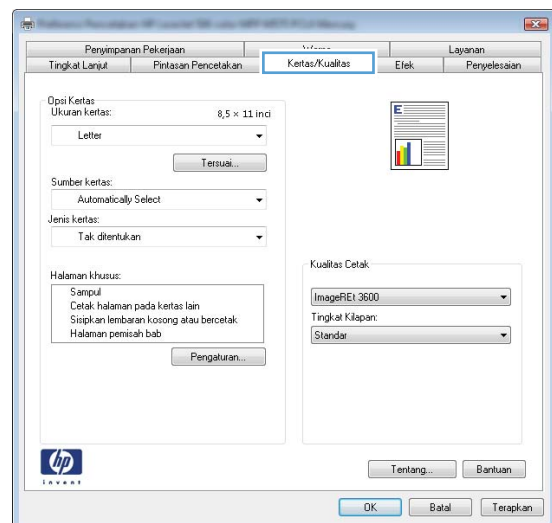 Penyimpanan Pekerjaan
Layanan
Tingkat Lanjut
Pintasan Pencetakan
Kertas/Kualitas
Efek
Penyelesaian
Opsi Kertas
Ukuran kertas:
8,5 × 11 inci
Letter
Tersuai...
Sumber kertas:
Automatically Select
Jenis kertas:
Tak ditentukan
Halaman khusus:
Sampul
Cetak halaman pada kertas lain
Sisipkan lembaran kosong atau bercetak
Halaman pemisah bab
Pengaturan...
E
Kualitas Cetak
ImageREt 3600
Tingkat Kilapan:
Standar
hp
invent
Tentang...
Bantuan
OK
Batal
Terapkan